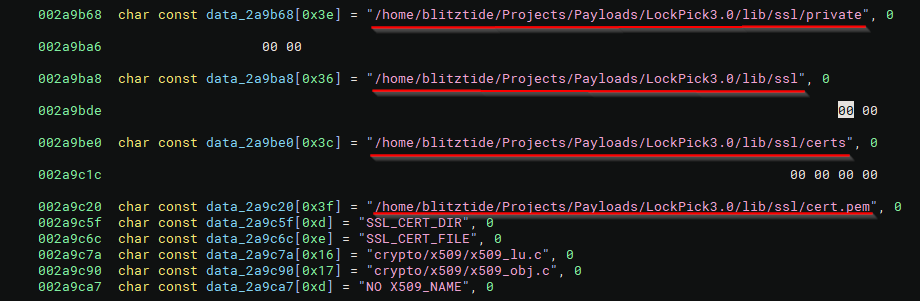 002a9b68 char const data_2a9b68[0x3e] = "/home/blitztide/Projects/Payloads/LockPick3.0/lib/ssl/private", 0
002a9ba6 00 00
002a9ba8 char const data_2a9ba8[0x36] = "/home/blitztide/Projects/Payloads/LockPick3.0/lib/ssl", 0
002a9bde 00 00
002a9be0 char const data_2a9be0[0x3c] = "/home/blitztide/Projects/Payloads/LockPick3.0/lib/ssl/certs", 0
002a9c1c 00 00 00 00
002a9c20 char const data_2a9c20[0x3f] = "/home/blitztide/Projects/Payloads/LockPick3.0/lib/ssl/cert.pem", 0
002a9c5f char const data_2a9c5f[0xd] = "SSL_CERT_DIR", 0
002a9c6c char const data_2a9c6c[0xe] = "SSL_CERT_FILE", 0
002a9c7a char const data_2a9c7a[0x16] = "crypto/x509/x509_lu.c", 0
002a9c90 char const data_2a9c90[0x17] = "crypto/x509/x509_obj.c", 0
002a9ca7 char const data_2a9ca7[0xd] = "NO X509_NAME", 0